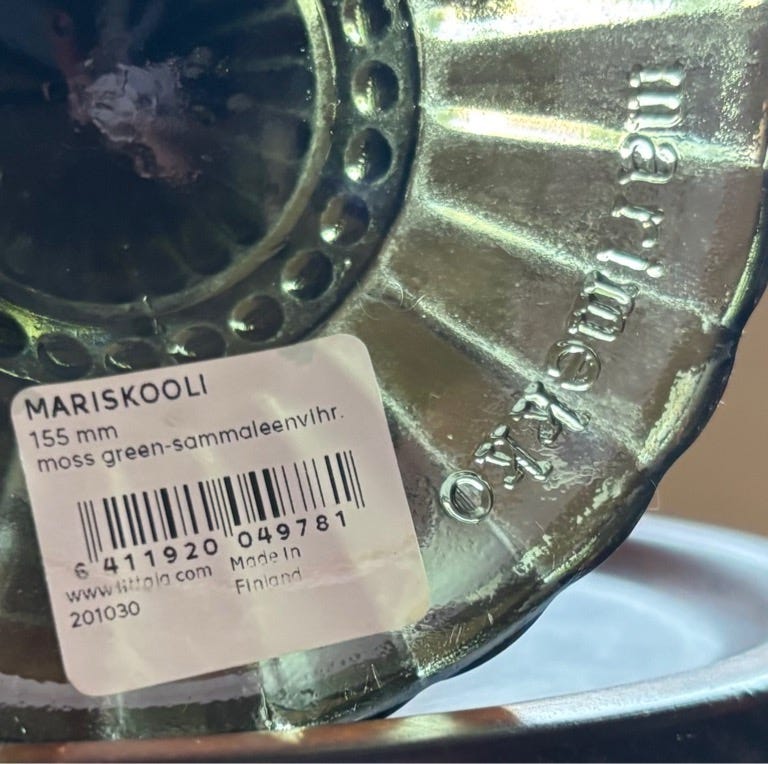 marimekko
MARISKOOLI
155 mm
moss green-sammaleenvihr.
6 411920 049781
www.iittala.com Made in
201030 Finland